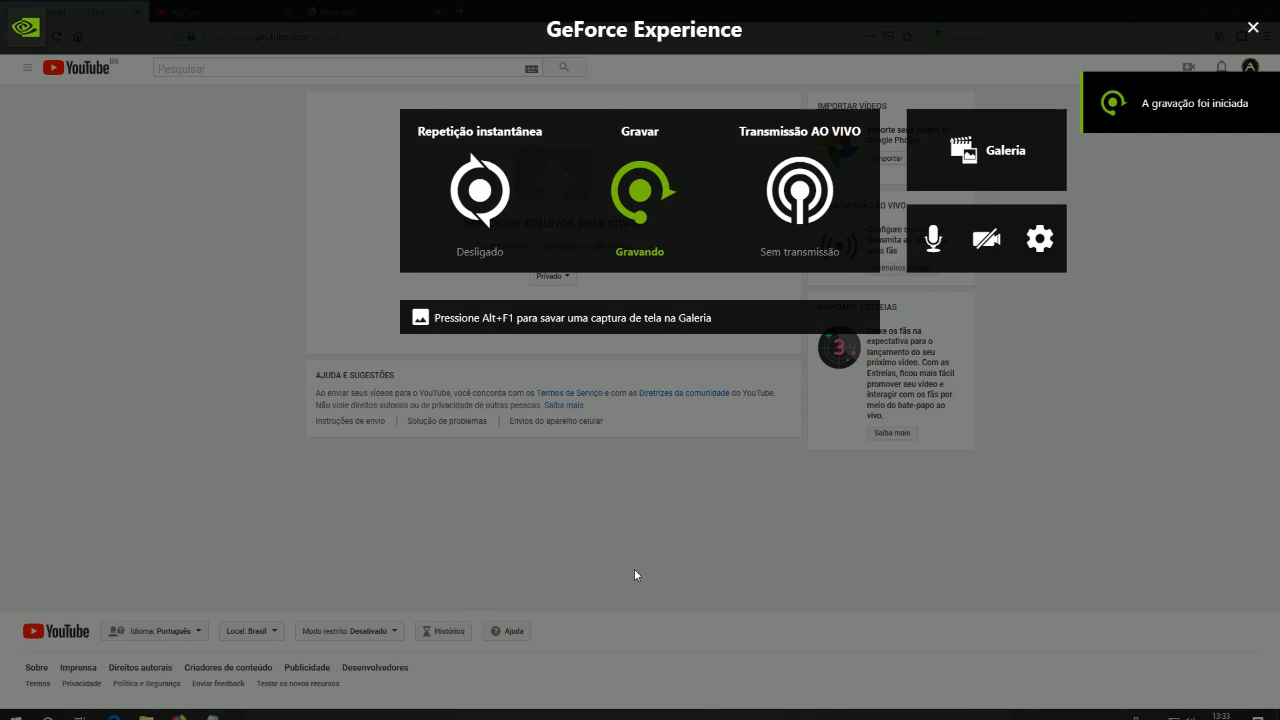 GeForce Experience
YouTube BR
Pesquisar
A gravação foi iniciada
Repetição instantânea
Gravar
Transmissão AO VIVO
Desligado
Gravando
Sem transmissão
Galeria
Privado
Pressione Alt+F1 para savar uma captura de tela na Galeria
IMPORTAR VÍDEOS
NOVIDADE: ESTREIAS
Deixe os fãs na
expectativa para o
lançamento do seu
próximo vídeo. Com as
Estreias, ficou mais fácil
promover seu vídeo e
interagir com os fãs por
meio do bate-papo ao
vivo.
Saiba mais
AJUDA E SUGESTÕES
Ao enviar seus vídeos para o YouTube, você concorda com os Termos de Serviço e com as Diretrizes da comunidade do YouTube.
Não viole direitos autorais ou de privacidade de outras pessoas. Saiba mais
Instruções de envio
Solução de problemas
Envios do aparelho celular
YouTube
Idioma: Português
Local: Brasil
Modo restrito: Desativado
Histórico
Ajuda
Sobre Imprensa Direitos autorais Criadores de conteúdo Publicidade Desenvolvedores
Termos Privacidade Política e Segurança Enviar feedback Testar os novos recursos
13:33